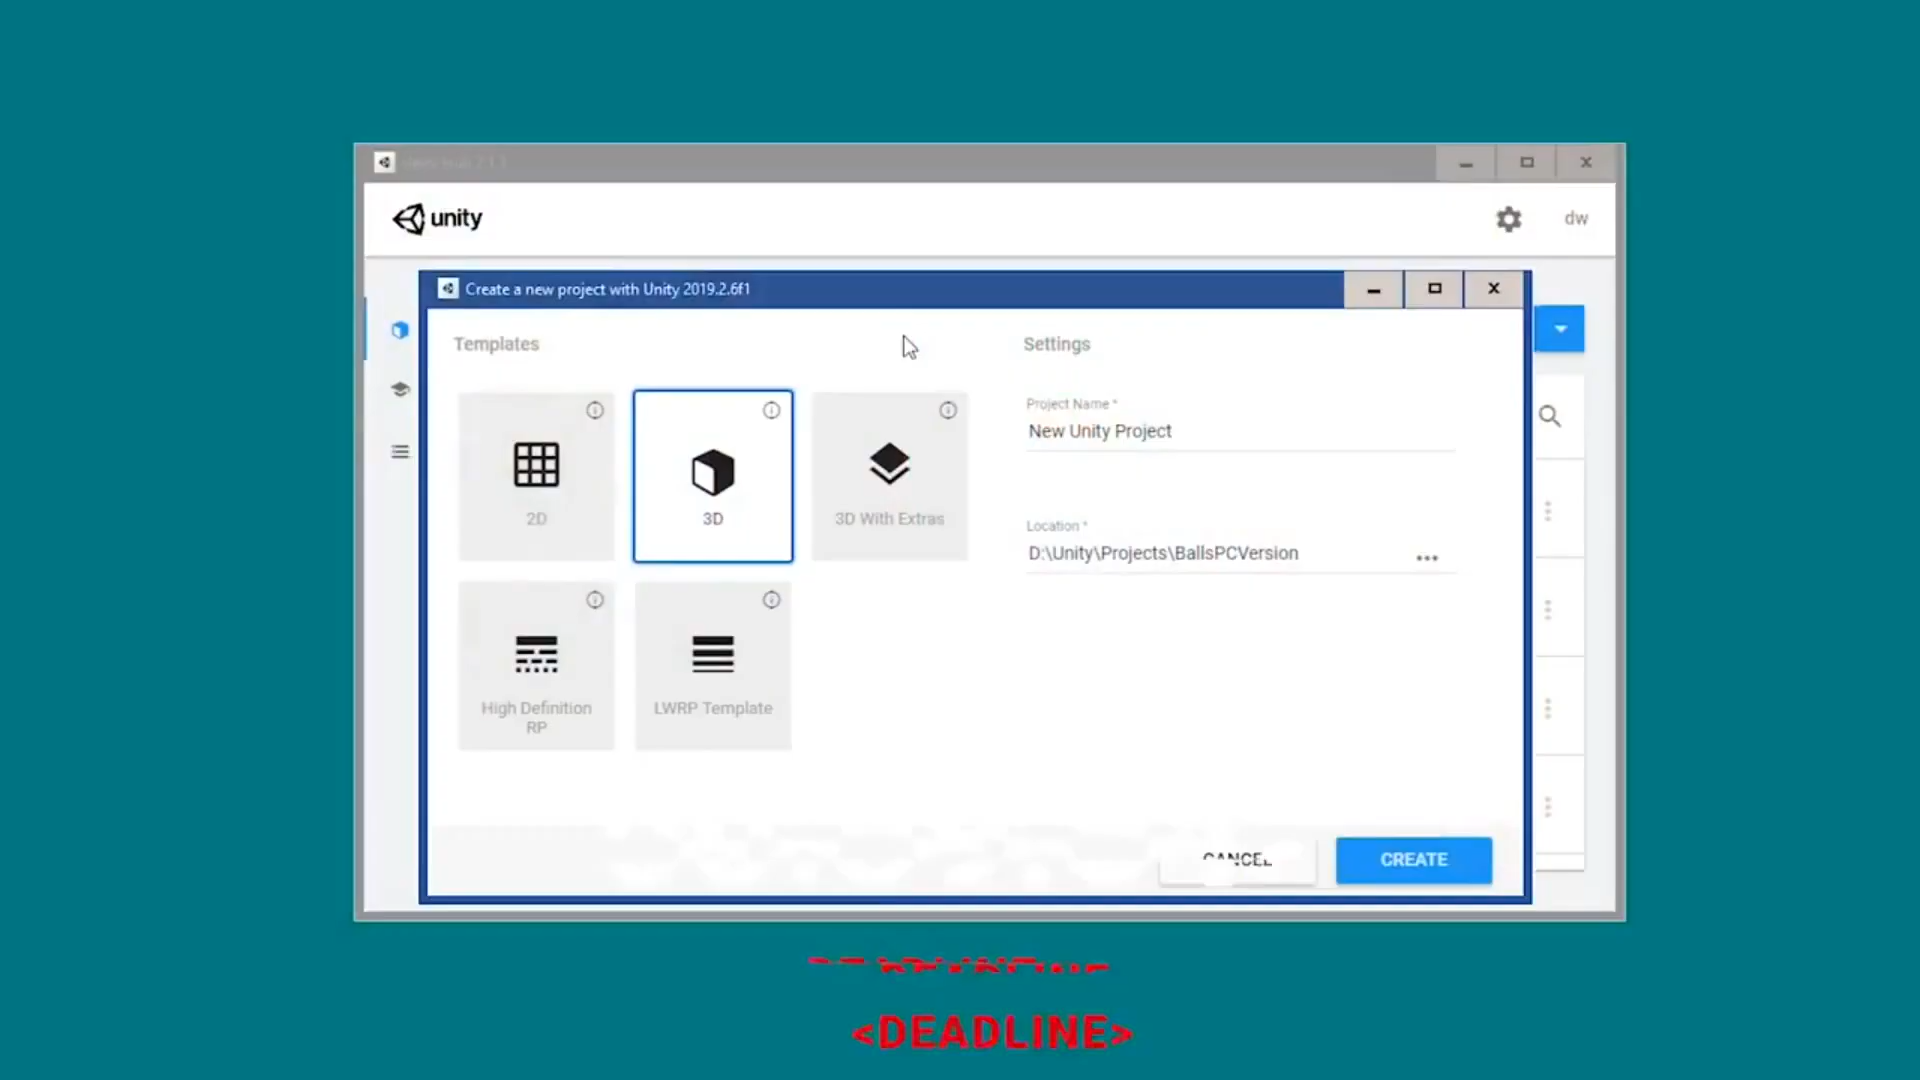 unity
dw
Create a new project with Unity 2019.2.6f1
Templates
Settings
2D
3D
3D With Extras
High Definition
RP
LWRP Template
Project Name *
New Unity Project
Location *
D:\Unity\Projects\BallsPCVersion
CANCEL
CREATE
<DEADLINE>